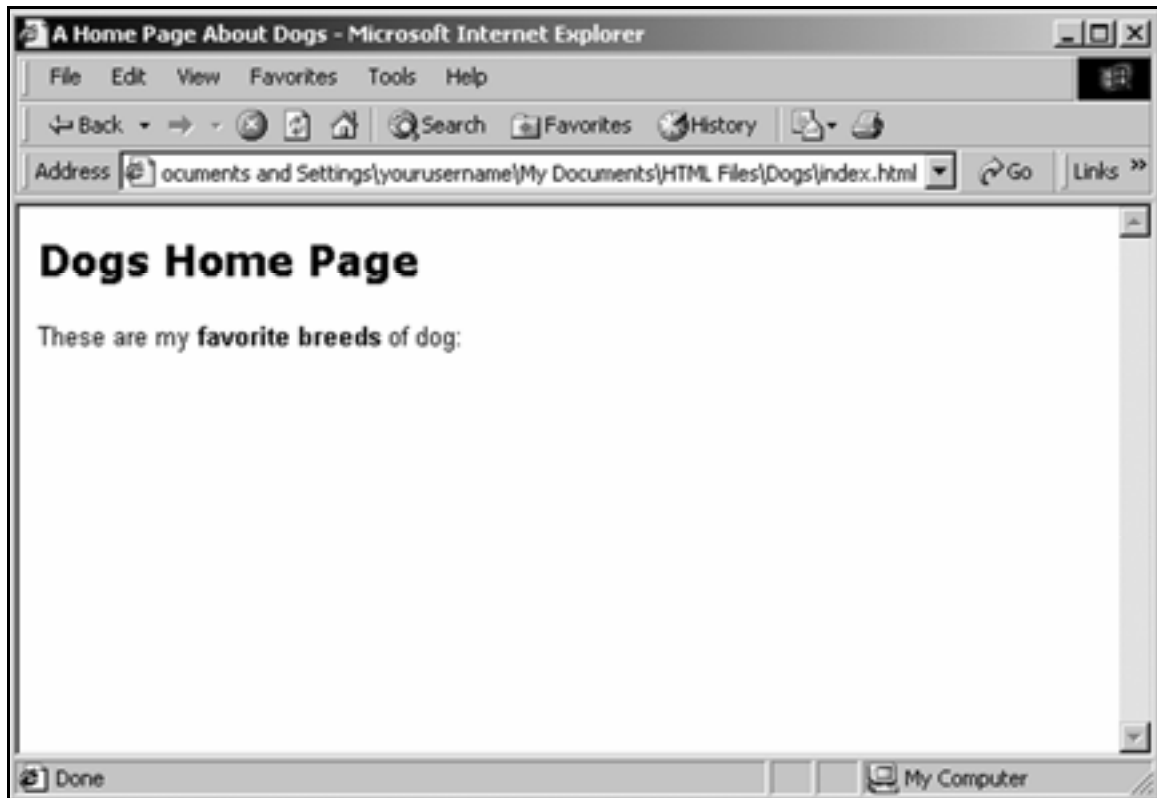 A Home Page About Dogs - Microsoft Internet Explorer
File Edit View Favorites Tools Help
Back Search Favorites History
Address ocuments and Settings\yourusername\My Documents\HTML Files\Dogs\index.html Go Links »
Dogs Home Page
These are my favorite breeds of dog:
Done My Computer